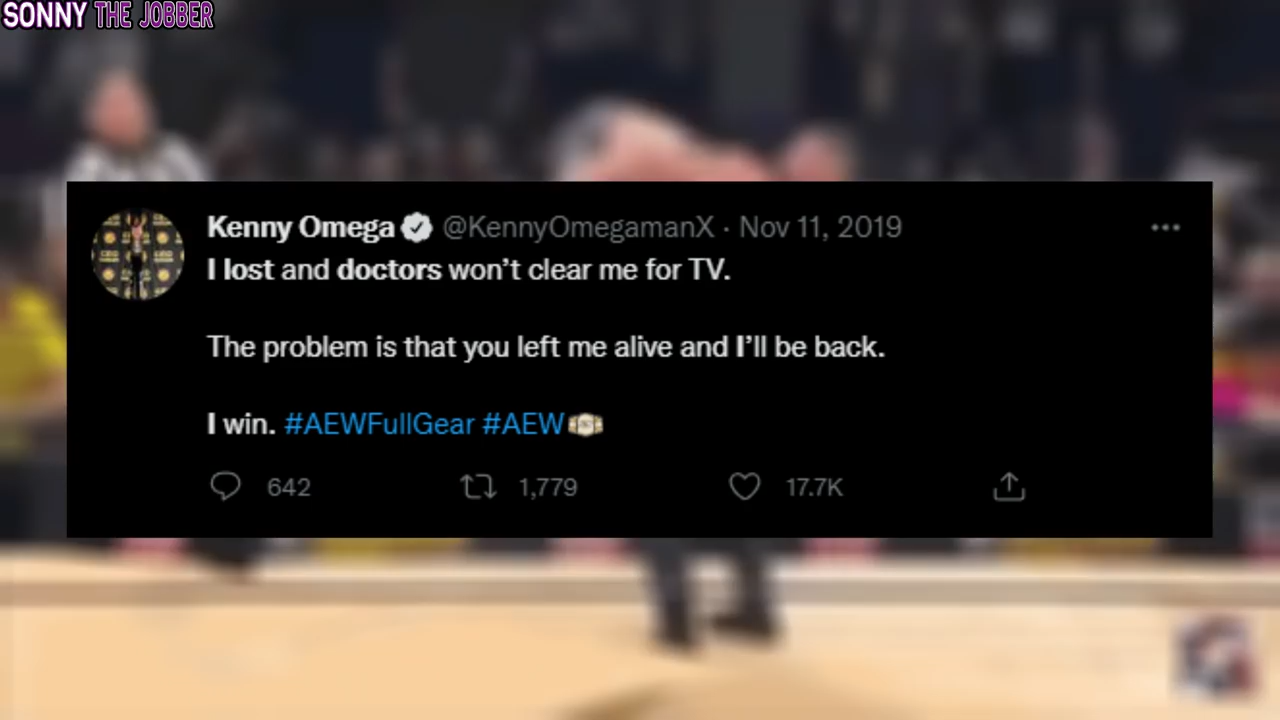 SONNY THE JOBBER
Kenny Omega @KennyOmegamanX · Nov 11, 2019
I lost and doctors won't clear me for TV.
The problem is that you left me alive and I'll be back.
I win. #AEWFullGear #AEW
642 1,779 17.7K